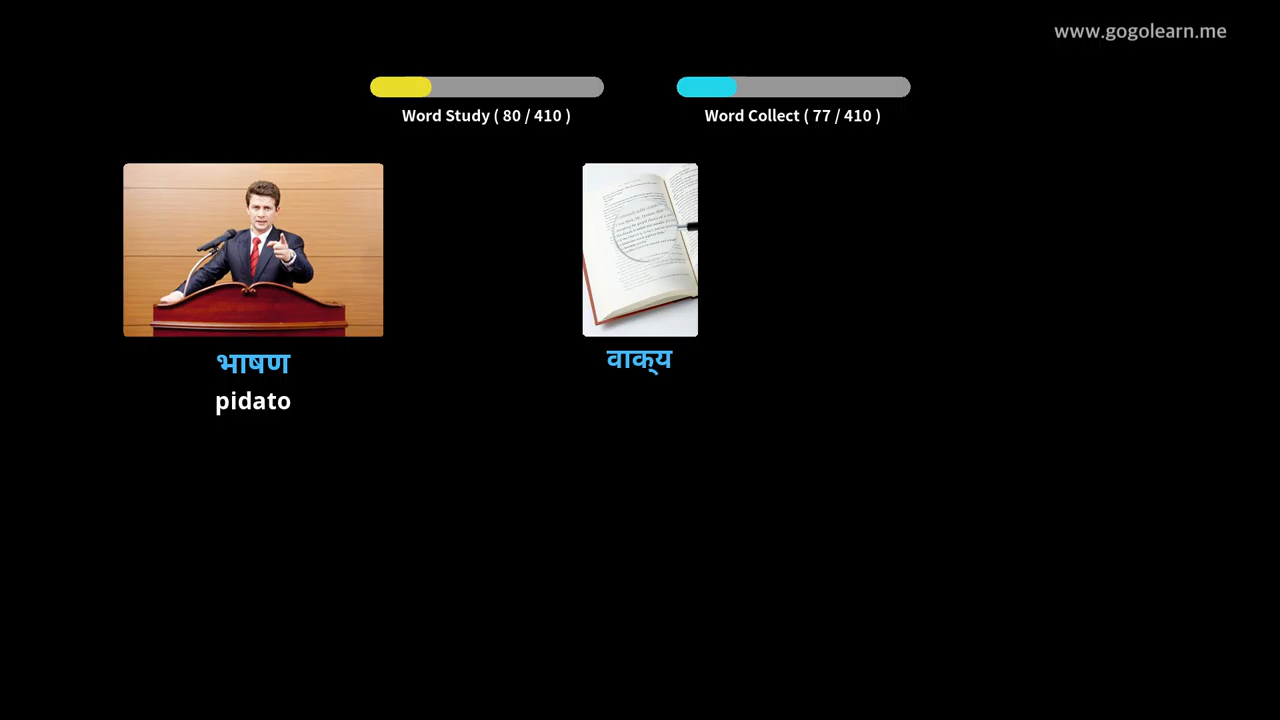 www.gogolearn.me
Word Study ( 80 / 410 )
Word Collect ( 77 / 410 )
भाषण
pidato
वाक्य